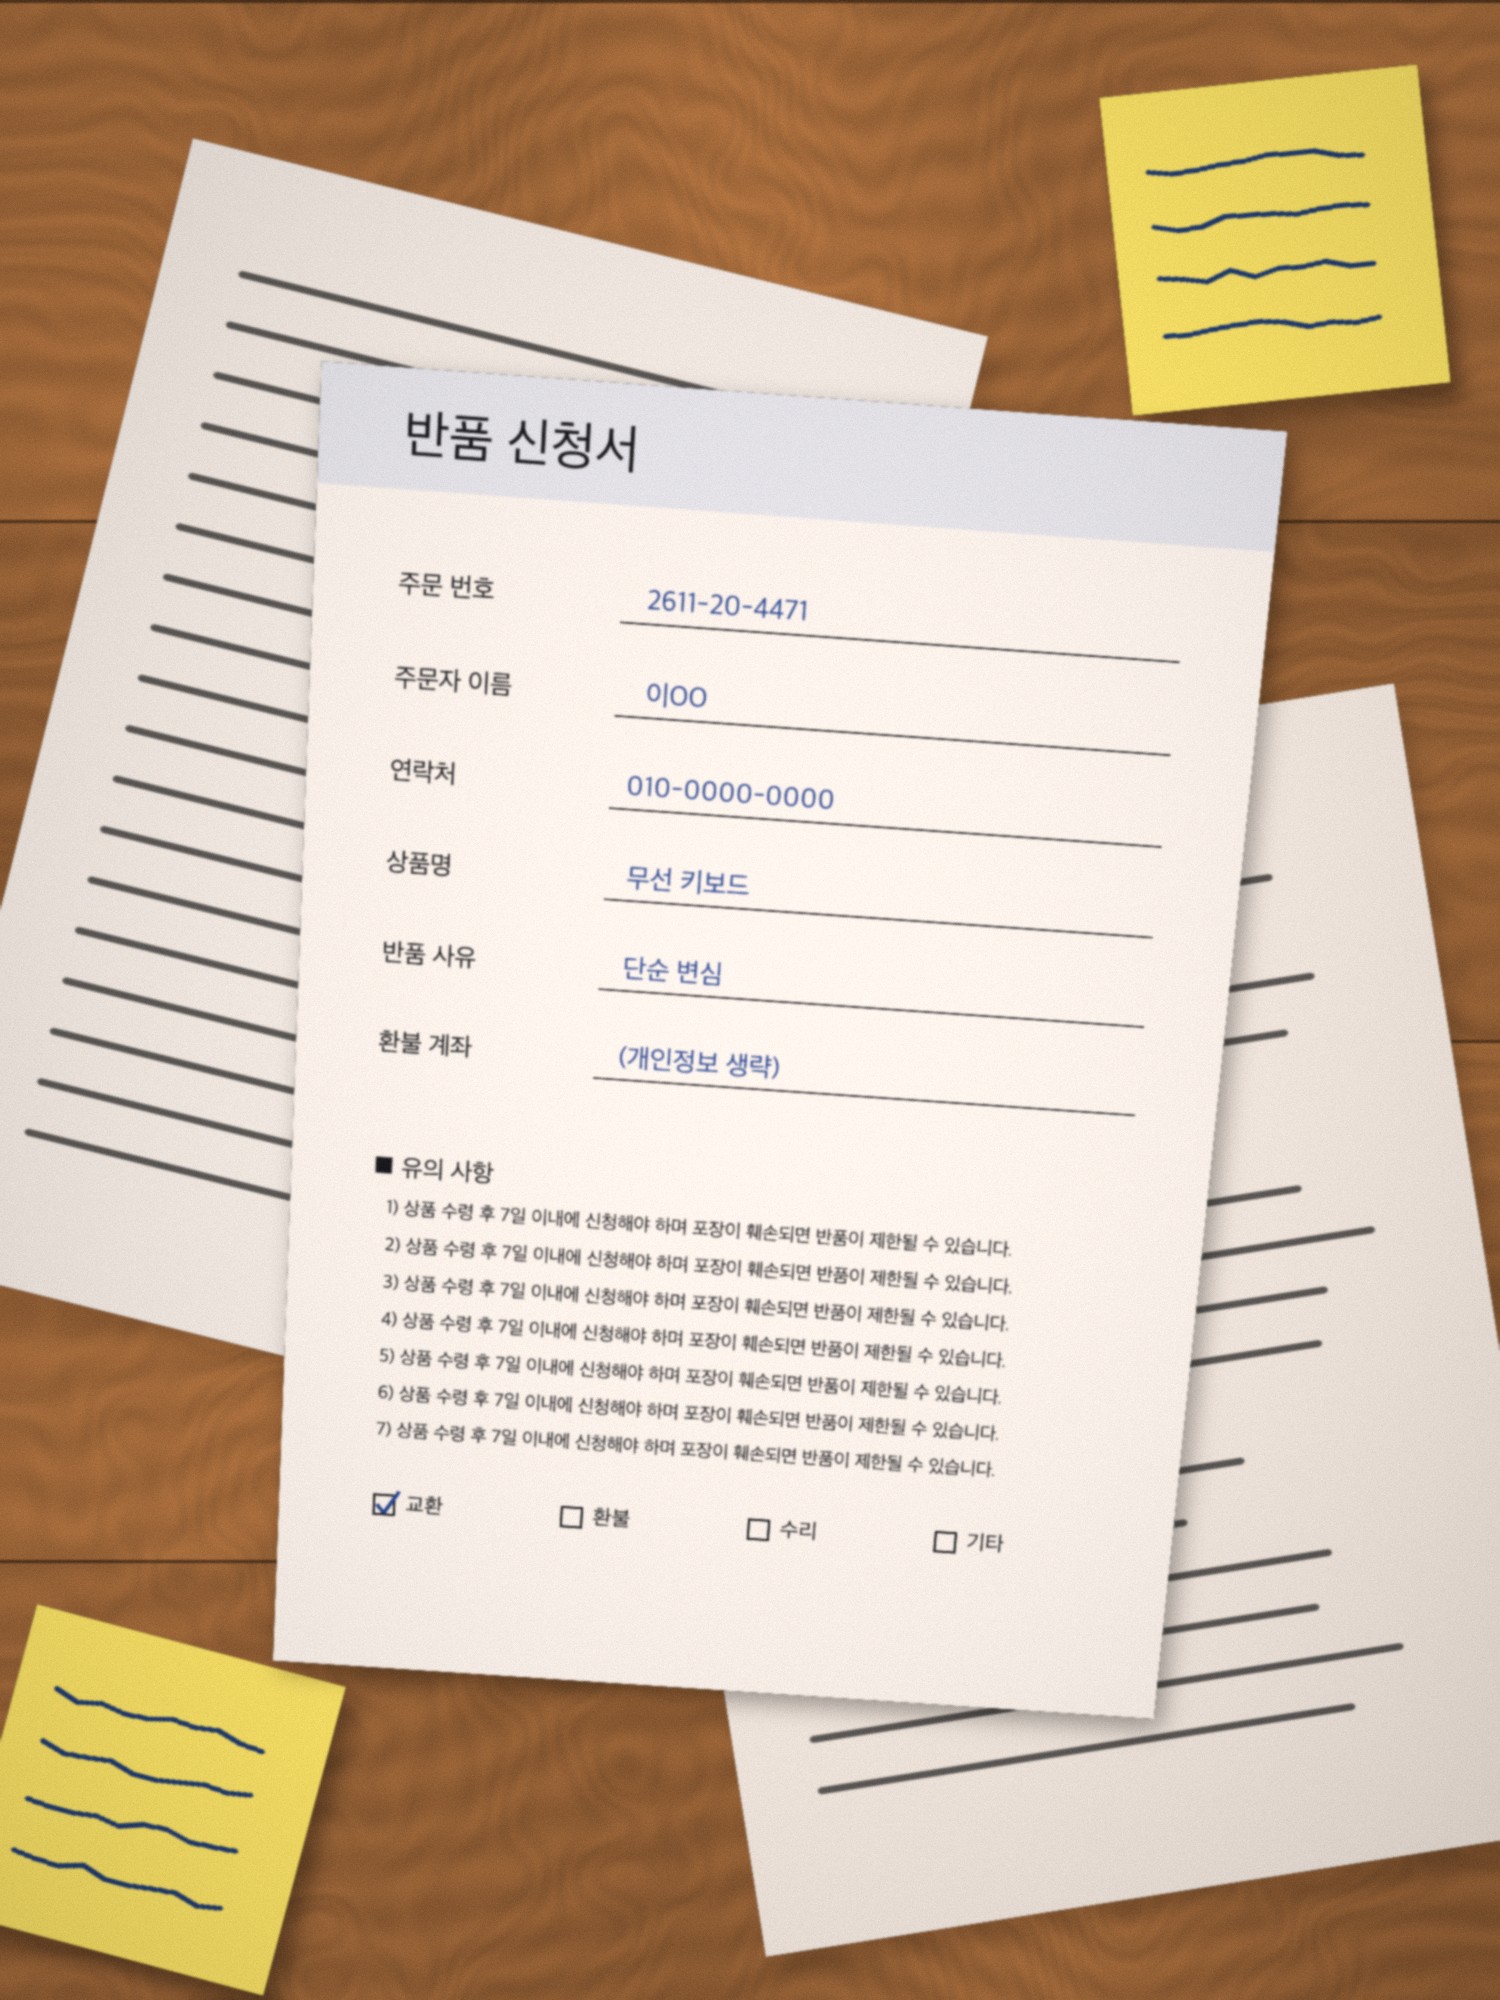 반품 신청서
주문 번호 2611-20-4471
주문자 이름 이OO
연락처 010-0000-0000
상품명 무선 키보드
반품 사유 단순 변심
환불 계좌 (개인정보 생략)
■ 유의 사항
1) 상품 수령 후 7일 이내에 신청해야 하며 포장이 훼손되면 반품이 제한될 수 있습니다.
2) 상품 수령 후 7일 이내에 신청해야 하며 포장이 훼손되면 반품이 제한될 수 있습니다.
3) 상품 수령 후 7일 이내에 신청해야 하며 포장이 훼손되면 반품이 제한될 수 있습니다.
4) 상품 수령 후 7일 이내에 신청해야 하며 포장이 훼손되면 반품이 제한될 수 있습니다.
5) 상품 수령 후 7일 이내에 신청해야 하며 포장이 훼손되면 반품이 제한될 수 있습니다.
6) 상품 수령 후 7일 이내에 신청해야 하며 포장이 훼손되면 반품이 제한될 수 있습니다.
7) 상품 수령 후 7일 이내에 신청해야 하며 포장이 훼손되면 반품이 제한될 수 있습니다.
☑ 교환 ☐ 환불 ☐ 수리 ☐ 기타